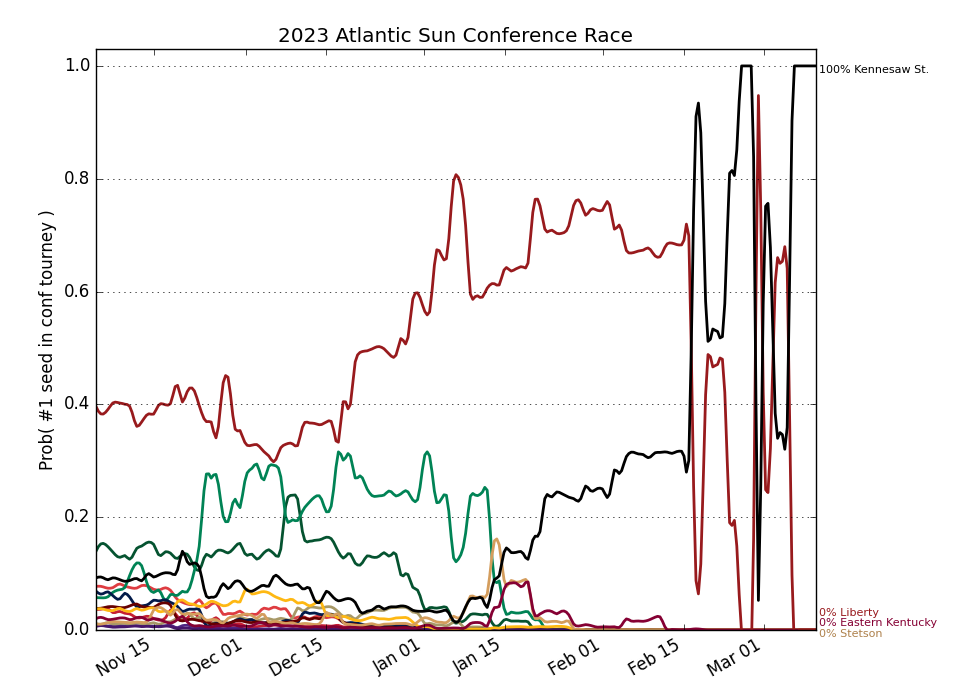 2023 Atlantic Sun Conference Race
Prob( #1 seed in conf tourney )
1.0
0.8
0.6
0.4
0.2
0.0
100% Kennesaw St.
0% Liberty
0% Eastern Kentucky
0% Stetson
Nov 15
Dec 01
Dec 15
Jan 01
Jan 15
Feb 01
Feb 15
Mar 01